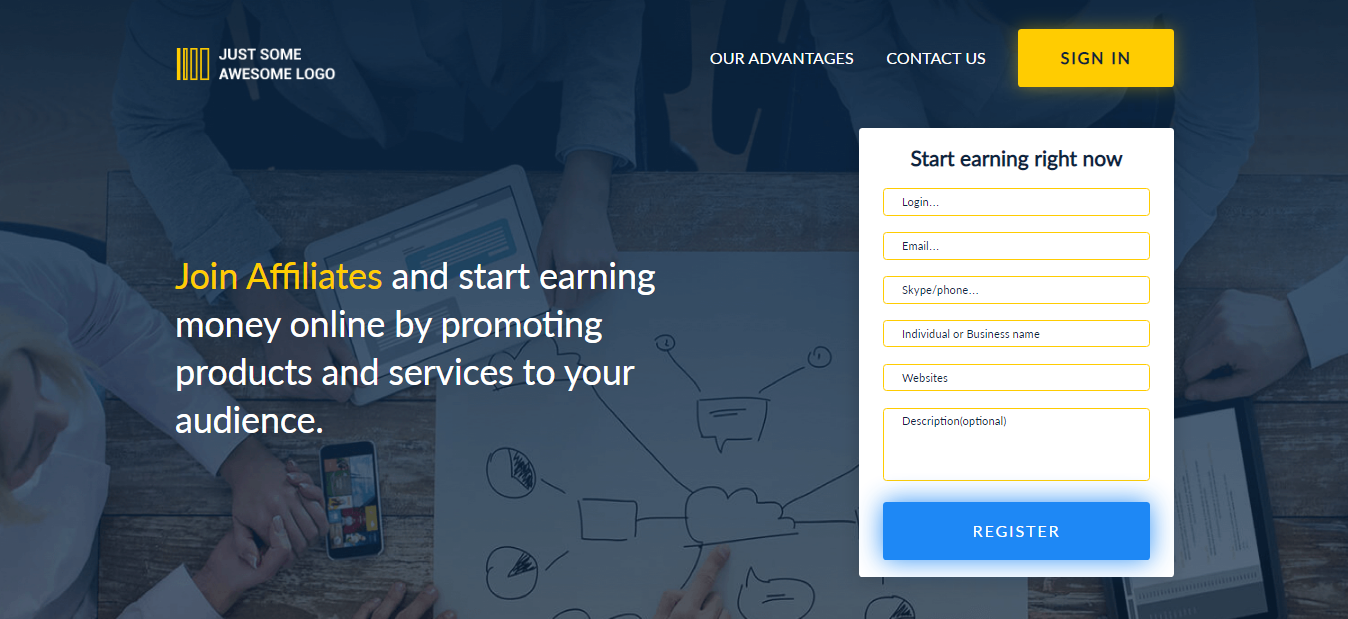 JUST SOME
AWESOME LOGO
OUR ADVANTAGES
CONTACT US
SIGN IN
Join Affiliates and start earning
money online by promoting
products and services to your
audience.
Start earning right now
Login...
Email...
Skype/phone...
Individual or Business name
Websites
Description(optional)
REGISTER